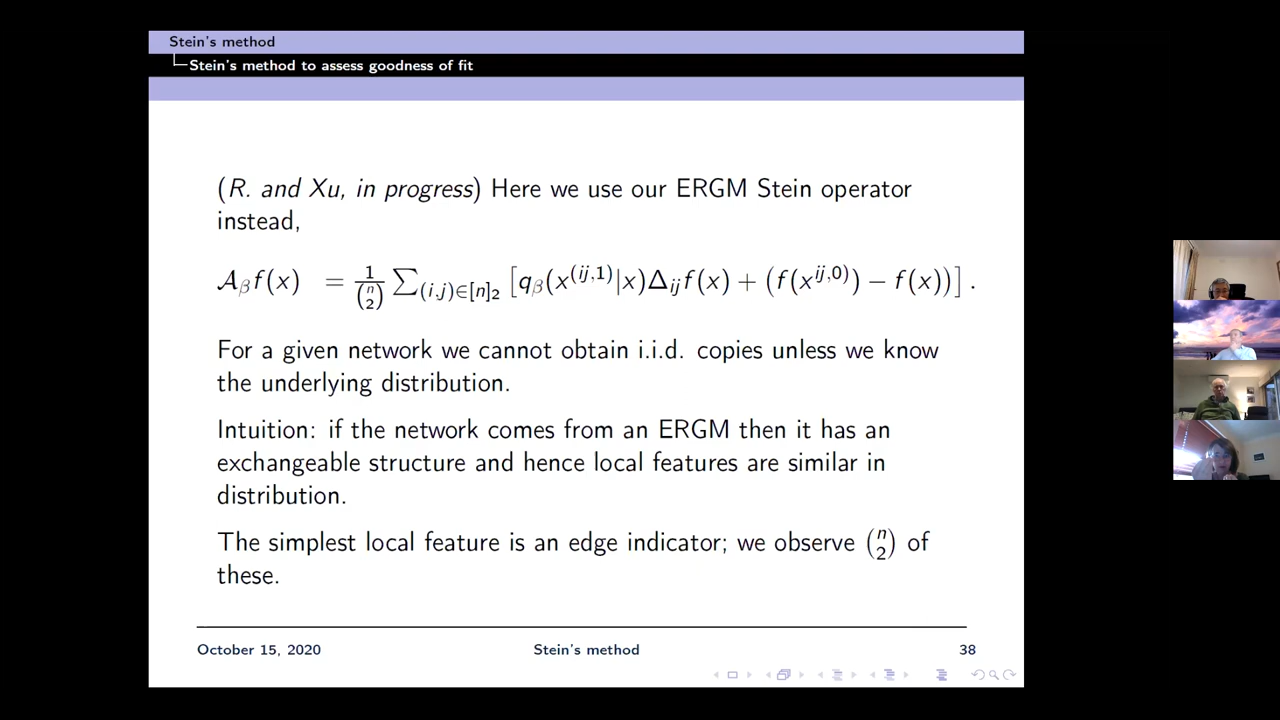 Stein's method
Stein's method to assess goodness of fit
(R. and Xu, in progress) Here we use our ERGM Stein operator
instead,
𝒜_β f(x) = \frac{1}{\binom{n}{2}} ∑_{(i,j)∈[n]_2} [q_β(x^{(ij,1)}|x)Δ_{ij}f(x) + (f(x^{ij,0}) − f(x))] .
For a given network we cannot obtain i.i.d. copies unless we know
the underlying distribution.
Intuition: if the network comes from an ERGM then it has an
exchangeable structure and hence local features are similar in
distribution.
The simplest local feature is an edge indicator; we observe \binom{n}{2} of
these.
October 15, 2020 Stein's method 38